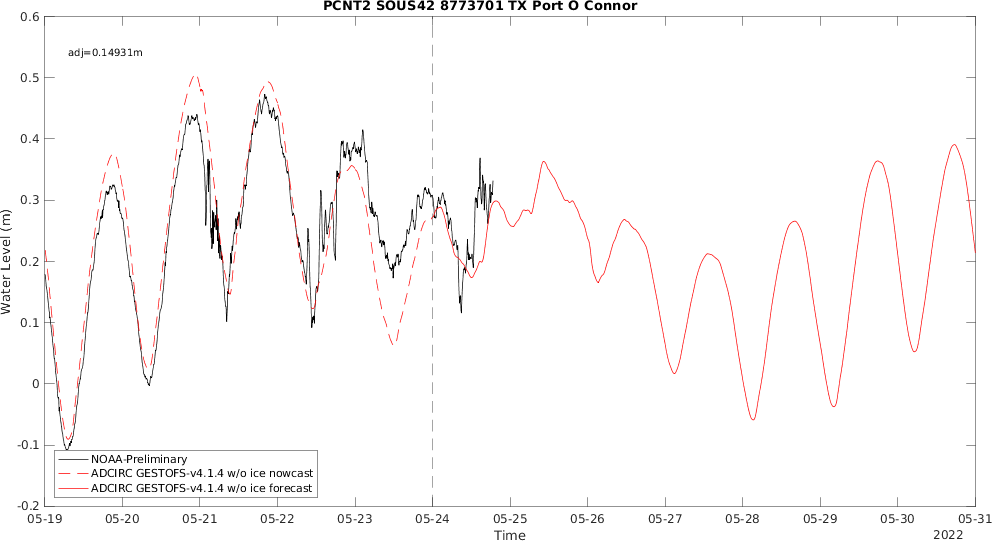 PCNT2 SOUS42 8773701 TX Port O Connor
0.6
adj=0.14931m
0.5
0.4
0.3
0.2
0.1
0
-0.1
-0.2
Water Level (m)
NOAA-Preliminary
ADCIRC GESTOFS-v4.1.4 w/o ice nowcast
ADCIRC GESTOFS-v4.1.4 w/o ice forecast
05-19 05-20 05-21 05-22 05-23 05-24 05-25 05-26 05-27 05-28 05-29 05-30 05-31
Time
2022